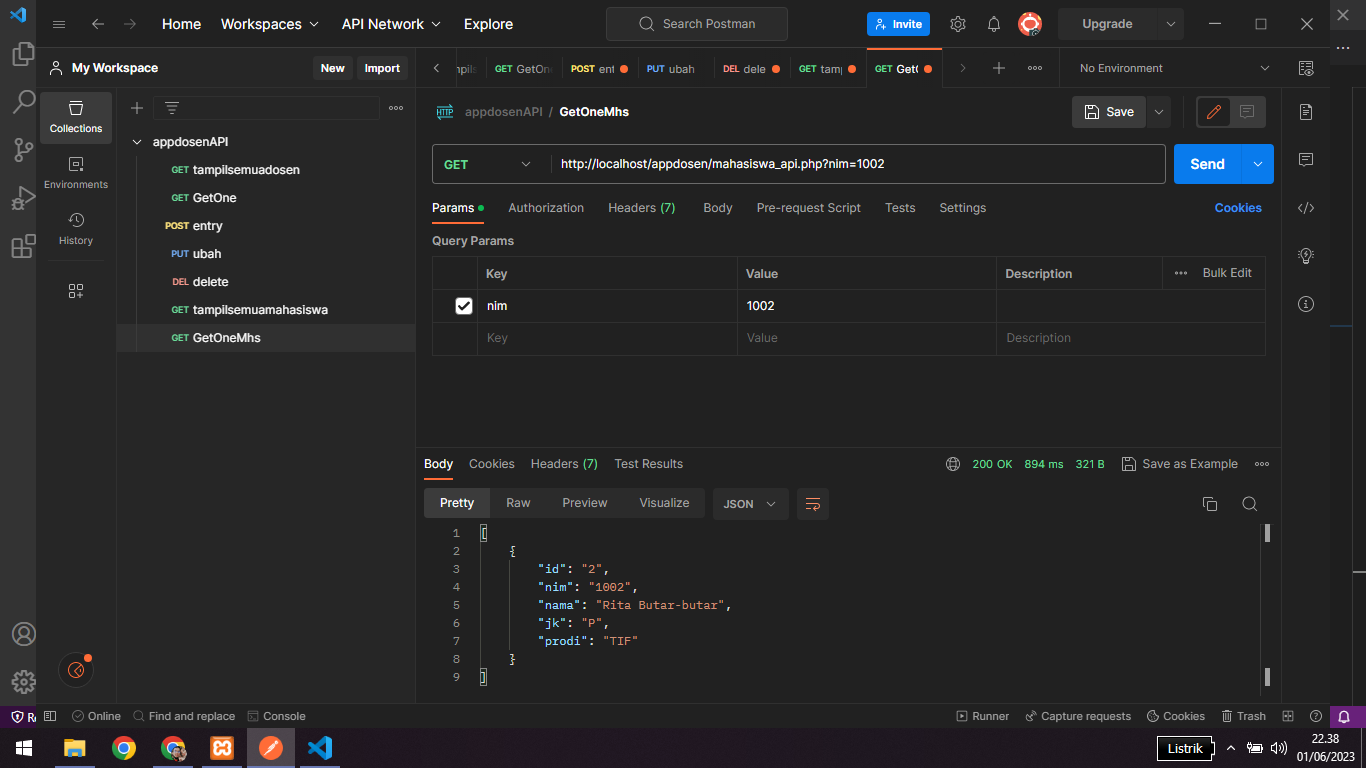 Home Workspaces API Network Explore Search Postman Invite Upgrade
My Workspace New Import GET GetOn POST ent PUT ubah DEL dele GET tam GET Get No Environment
Collections
Environments
History
appdosenAPI
GET tampilsemuadosen
GET GetOne
POST entry
PUT ubah
DEL delete
GET tampilsemuamahasiswa
GET GetOneMhs
HTTP appdosenAPI / GetOneMhs Save
GET http://localhost/appdosen/mahasiswa_api.php?nim=1002 Send
Params Authorization Headers (7) Body Pre-request Script Tests Settings Cookies
Query Params
Key Value Description Bulk Edit
nim 1002
Key Value Description
Body Cookies Headers (7) Test Results 200 OK 894 ms 321 B Save as Example
Pretty Raw Preview Visualize JSON
1 [
2 {
3 "id": "2",
4 "nim": "1002",
5 "nama": "Rita Butar-butar",
6 "jk": "P",
7 "prodi": "TIF"
8 }
9 ]
Online Find and replace Console Runner Capture requests Cookies Trash
Listrik 22.38
01/06/2023